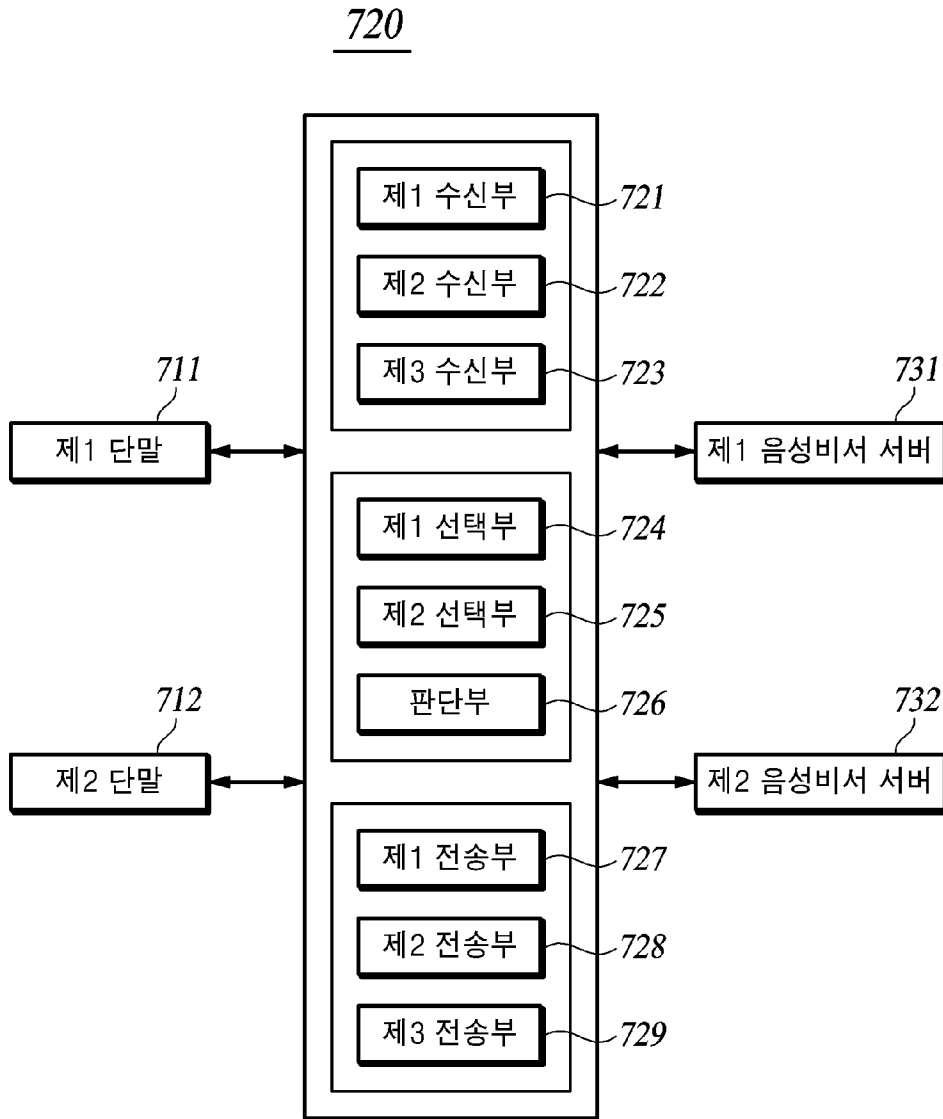 720
제1 수신부 721
제2 수신부 722
제3 수신부 723
711
제1 단말
731
제1 음성비서 서버
제1 선택부 724
제2 선택부 725
판단부 726
712
제2 단말
732
제2 음성비서 서버
제1 전송부 727
제2 전송부 728
제3 전송부 729